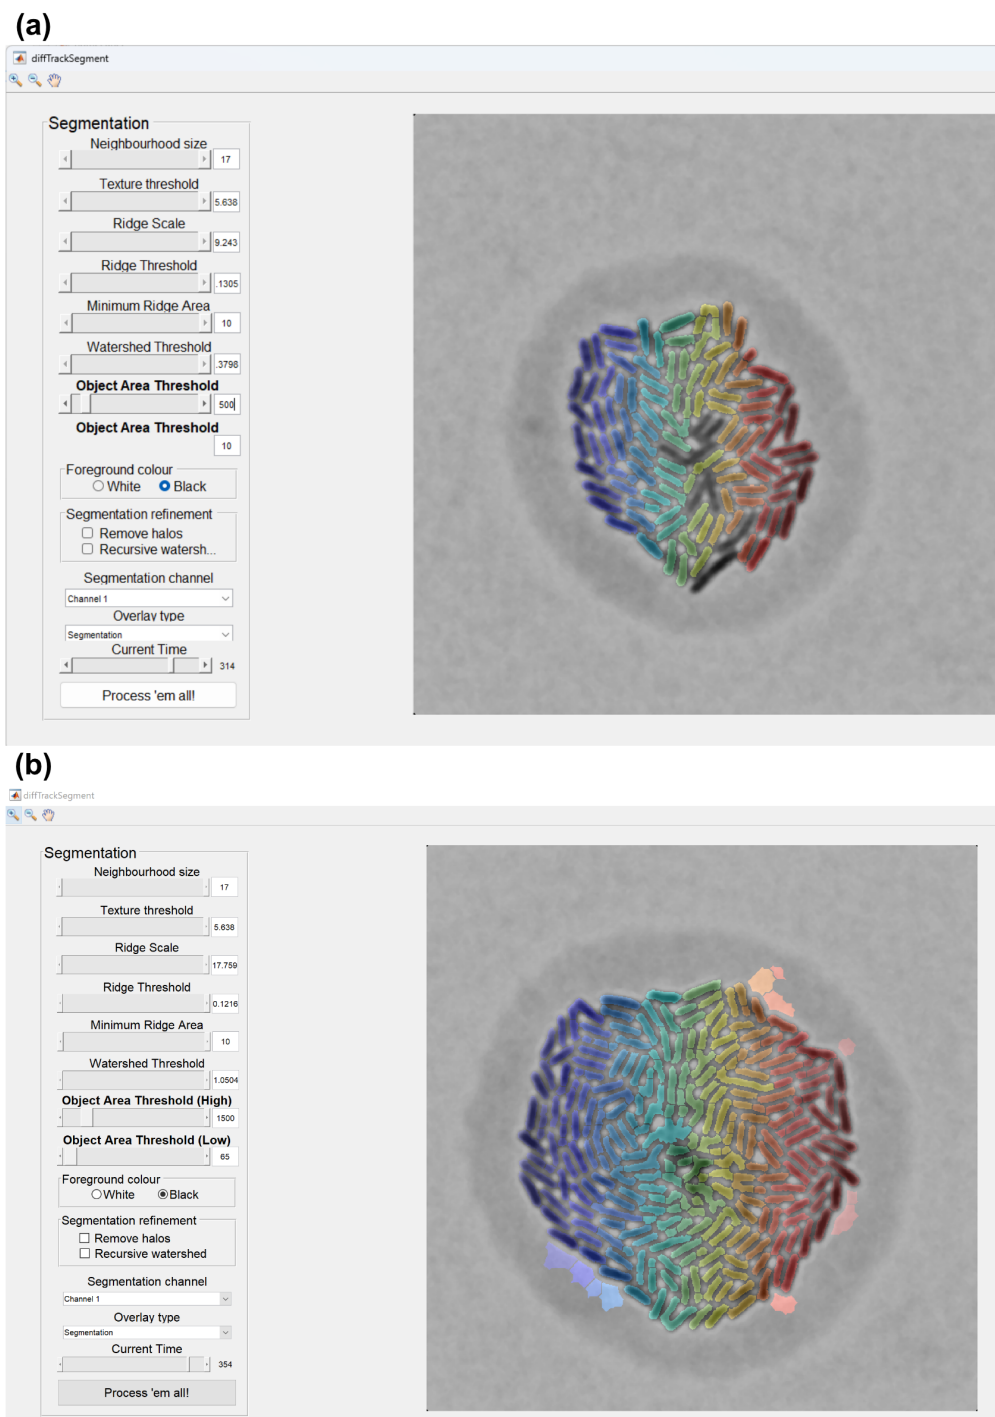 (a)
diffTrackSegment
Segmentation
Neighbourhood size
17
Texture threshold
5.638
Ridge Scale
9.243
Ridge Threshold
.1305
Minimum Ridge Area
10
Watershed Threshold
.3798
Object Area Threshold
500
Object Area Threshold
10
Foreground colour
White Black
Segmentation refinement
Remove halos
Recursive watersh...
Segmentation channel
Channel 1
Overlay type
Segmentation
Current Time
314
Process 'em all!
(b)
diffTrackSegment
Segmentation
Neighbourhood size
17
Texture threshold
5.638
Ridge Scale
17.759
Ridge Threshold
0.1216
Minimum Ridge Area
10
Watershed Threshold
1.0504
Object Area Threshold (High)
1500
Object Area Threshold (Low)
65
Foreground colour
White Black
Segmentation refinement
Remove halos
Recursive watershed
Segmentation channel
Channel 1
Overlay type
Segmentation
Current Time
354
Process 'em all!